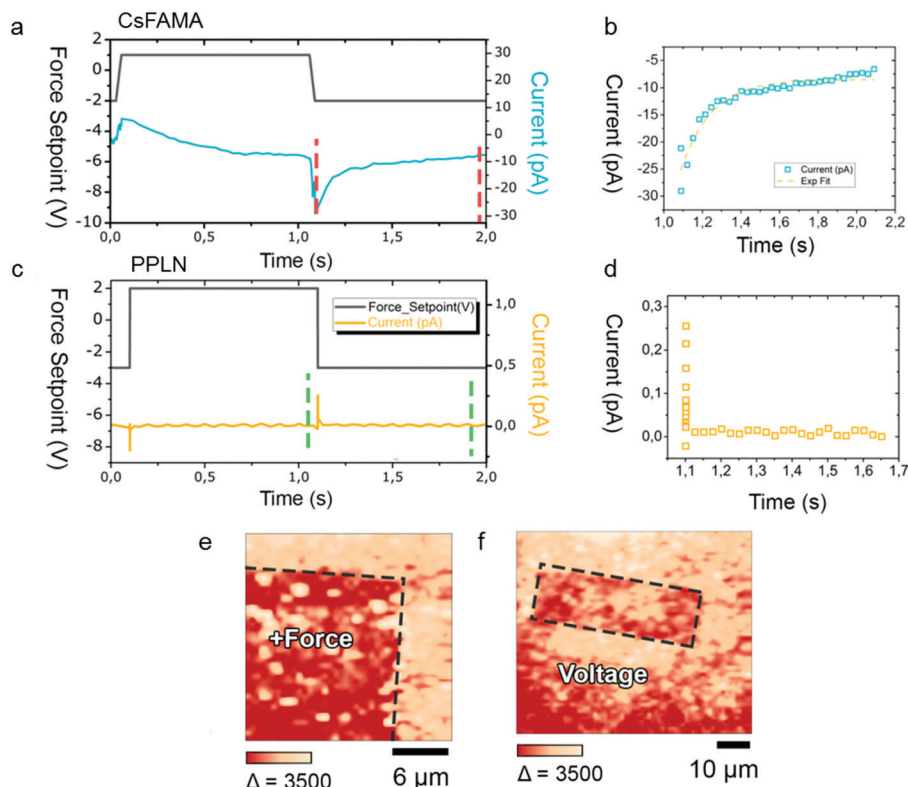 a
CsFAMA
Force Setpoint (V)
2
0
-2
-4
-6
-8
-10
30
20
10
0
-10
-20
-30
Current (pA)
0,0
0,5
1,0
1,5
2,0
Time (s)
b
Current (pA)
-5
-10
-15
-20
-25
-30
Current (pA)
Exp Fit
1,0
1,2
1,4
1,6
1,8
2,0
2,2
Time (s)
c
PPLN
Force Setpoint (V)
2
0
-2
-4
-6
-8
Force_Setpoint(V)
Current (pA)
1,0
0,5
0,0
Current (pA)
0,0
0,5
1,0
1,5
2,0
Time (s)
d
Current (pA)
0,3
0,2
0,1
0,0
1,1
1,2
1,3
1,4
1,5
1,6
1,7
Time (s)
e
+Force
Δ = 3500
6 μm
f
Voltage
Δ = 3500
10 μm